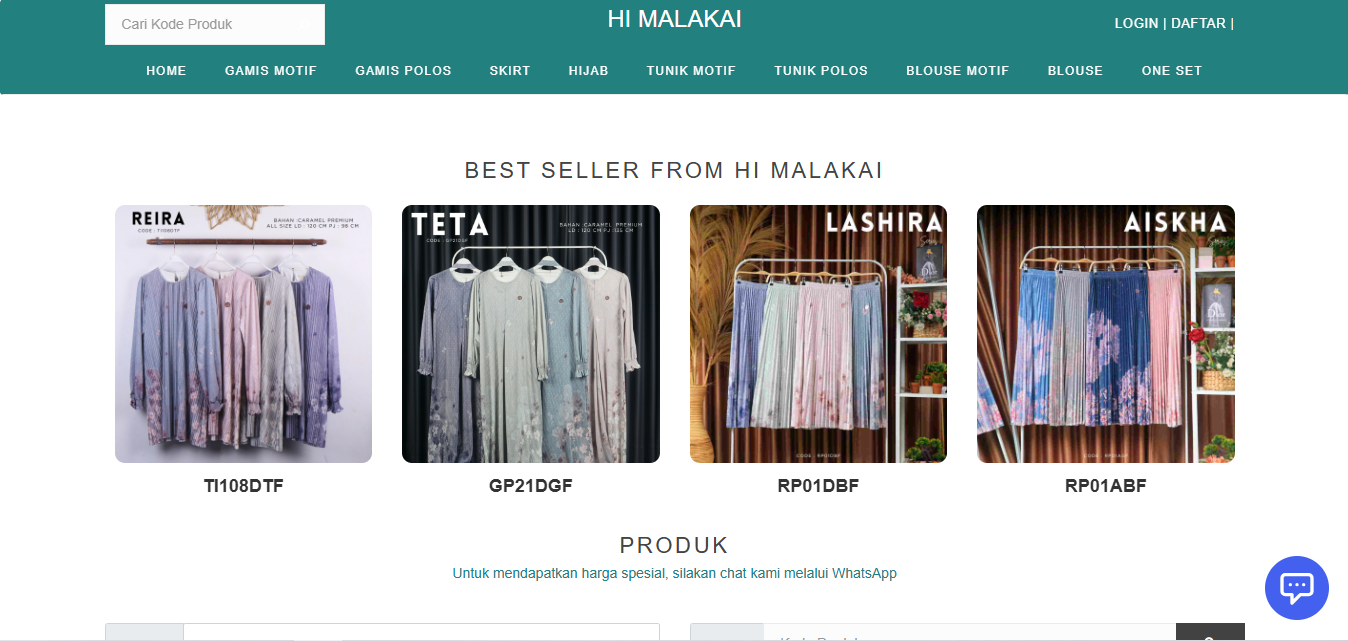 Cari Kode Produk
HI MALAKAI
LOGIN | DAFTAR |
HOME GAMIS MOTIF GAMIS POLOS SKIRT HIJAB TUNIK MOTIF TUNIK POLOS BLOUSE MOTIF BLOUSE ONE SET
BEST SELLER FROM HI MALAKAI
REIRA
CODE : TI108DTF
BAHAN :CARAMEL PREMIUM
ALL SIZE LD : 120 CM PJ : 98 CM
TETA
CODE : GP21DGF
BAHAN :CARAMEL PREMIUM
LD : 120 CM PJ :135 CM
LASHIRA
CODE : RP01DBF
AISKHA
TI108DTF
GP21DGF
RP01DBF
RP01ABF
PRODUK
Untuk mendapatkan harga spesial, silakan chat kami melalui WhatsApp